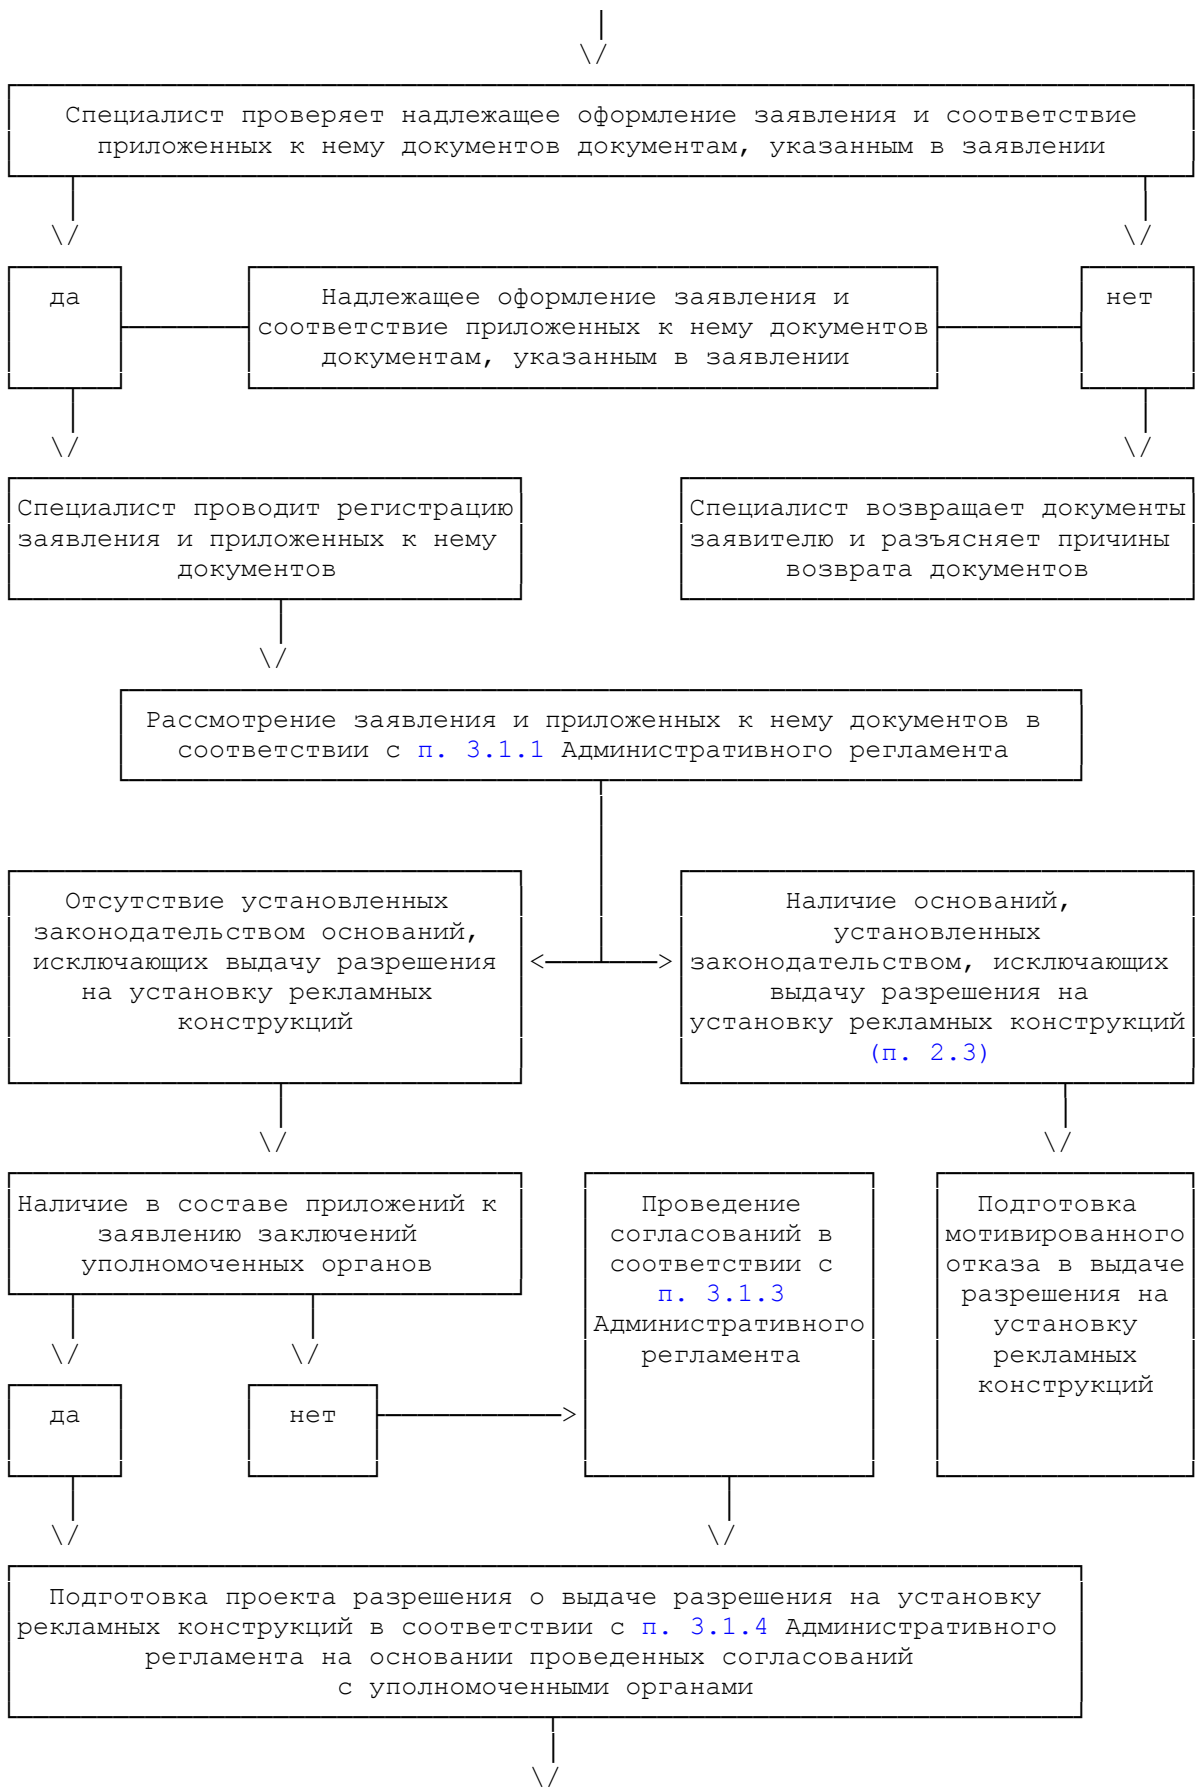 Специалист проверяет надлежащее оформление заявления и соответствие
приложенных к нему документов документам, указанным в заявлении
да
Надлежащее оформление заявления и
соответствие приложенных к нему документов
документам, указанным в заявлении
нет
Специалист проводит регистрацию
заявления и приложенных к нему
документов
Специалист возвращает документы
заявителю и разъясняет причины
возврата документов
Рассмотрение заявления и приложенных к нему документов в
соответствии с п. 3.1.1 Административного регламента
Отсутствие установленных
законодательством оснований,
исключающих выдачу разрешения
на установку рекламных
конструкций
Наличие оснований,
установленных
законодательством, исключающих
выдачу разрешения на
установку рекламных конструкций
(п. 2.3)
Наличие в составе приложений к
заявлению заключений
уполномоченных органов
Проведение
согласований в
соответствии с
п. 3.1.3
Административного
регламента
Подготовка
мотивированного
отказа в выдаче
разрешения на
установку
рекламных
конструкций
да
нет
Подготовка проекта разрешения о выдаче разрешения на установку
рекламных конструкций в соответствии с п. 3.1.4 Административного
регламента на основании проведенных согласований
с уполномоченными органами